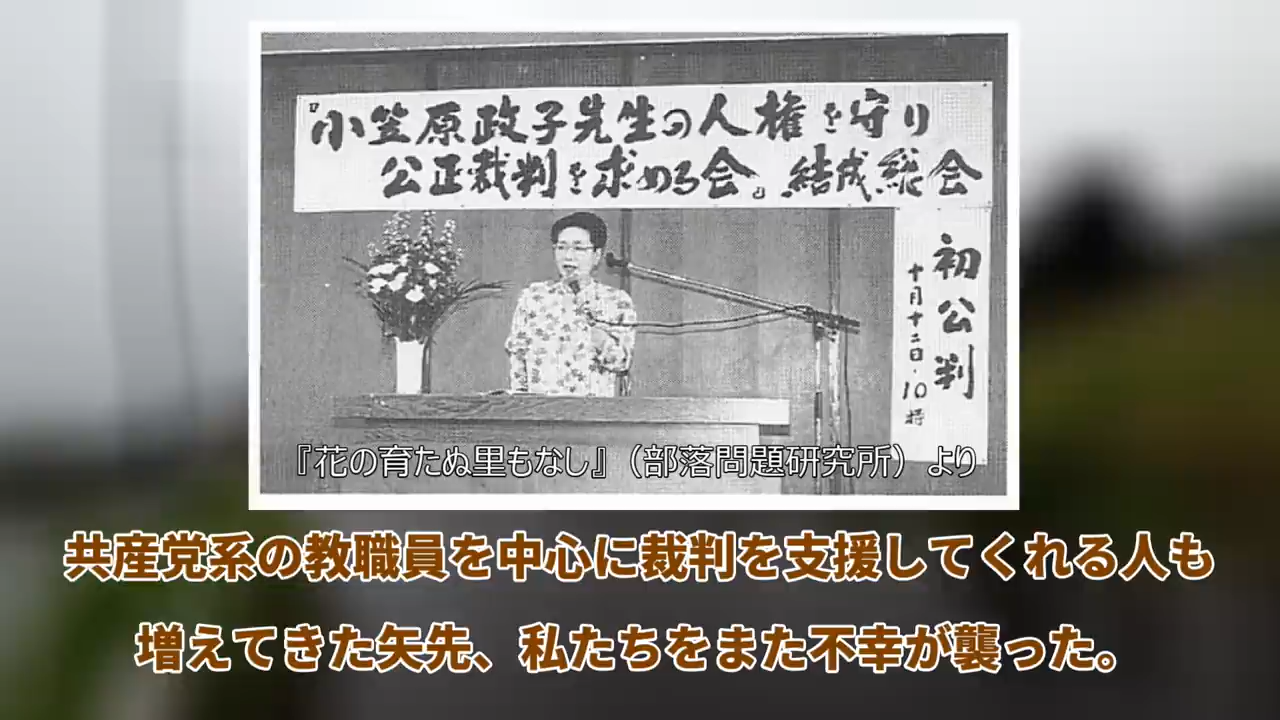 『小笠原政子先生の人権を守り
公正裁判を求める会』結成総会
初公判
十月十二日・10時
『花の育たぬ里もなし』（部落問題研究所）より
共産党系の教職員を中心に裁判を支援してくれる人も
増えてきた矢先、私たちをまた不幸が襲った。